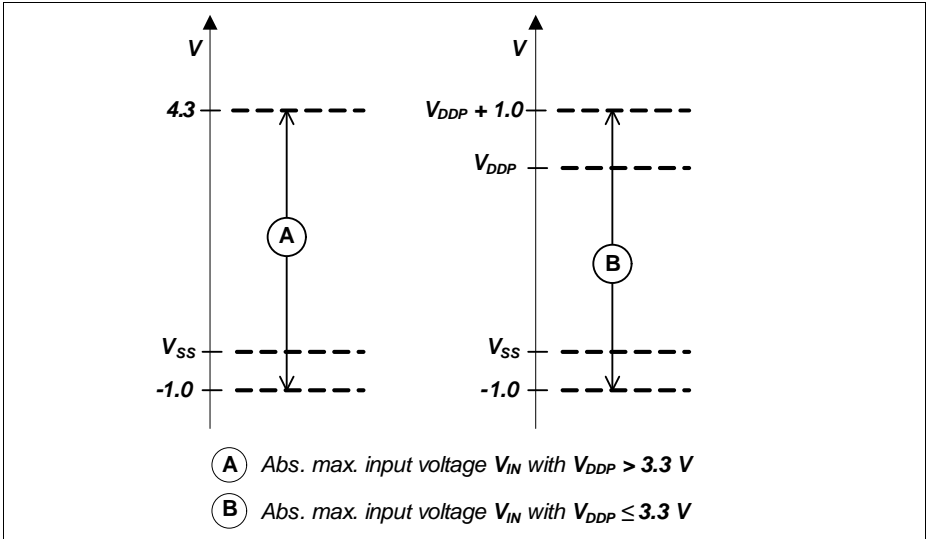 V
4.3
A
VSS
-1.0
V
VDDP + 1.0
VDDP
B
VSS
-1.0
A Abs. max. input voltage VIN with VDDP > 3.3 V
B Abs. max. input voltage VIN with VDDP ≤ 3.3 V